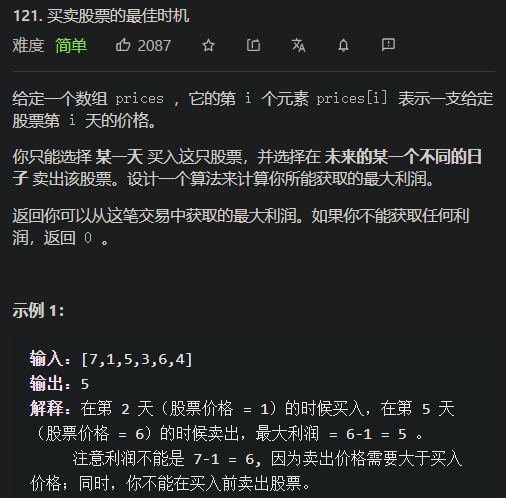 121. 买卖股票的最佳时机
难度 简单 2087
给定一个数组 prices ，它的第 i 个元素 prices[i] 表示一支给定
股票第 i 天的价格。
你只能选择 某一天 买入这只股票，并选择在 未来的某一个不同的日
子 卖出该股票。设计一个算法来计算你所能获取的最大利润。
返回你可以从这笔交易中获取的最大利润。如果你不能获取任何利
润，返回 0 。
示例 1：
输入：[7,1,5,3,6,4]
输出：5
解释：在第 2 天（股票价格 = 1）的时候买入，在第 5 天
（股票价格 = 6）的时候卖出，最大利润 = 6-1 = 5 。
注意利润不能是 7-1 = 6, 因为卖出价格需要大于买入
价格；同时，你不能在买入前卖出股票。